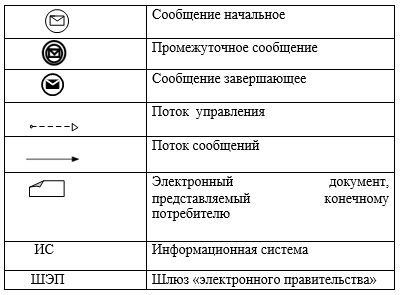 Сообщение начальное
Промежуточное сообщение
Сообщение завершающее
Поток управления
Поток сообщений
Электронный документ,
представляемый конечному
потребителю
ИС Информационная система
ШЭП Шлюз «электронного правительства»